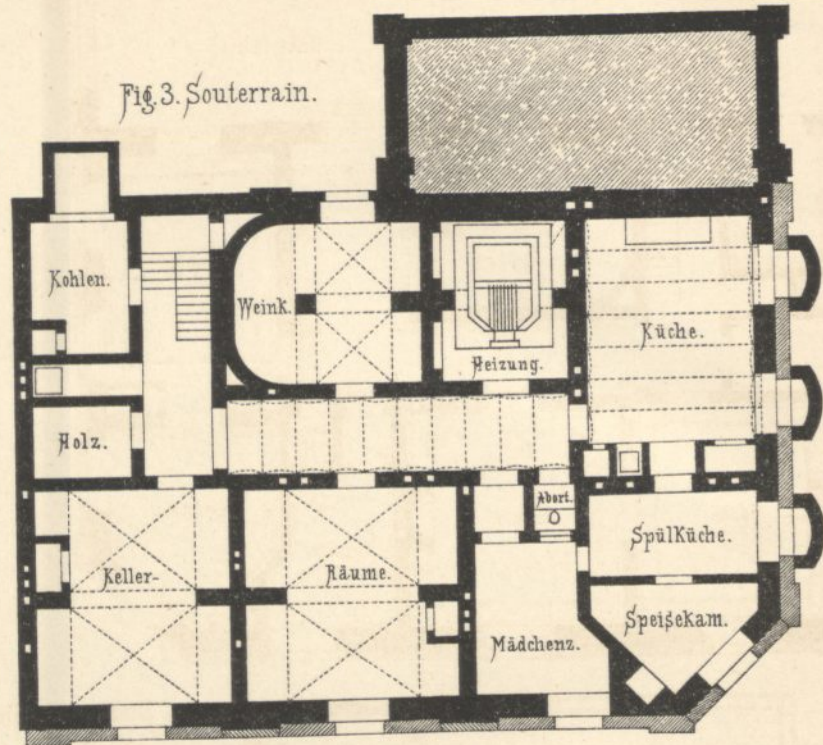 Fig. 3. Souterrain.
Kohlen.
Weink.
Küche.
Heizung.
Holz.
Abort.
Spülküche.
Keller-
Räume.
Speisekam.
Mädchenz.